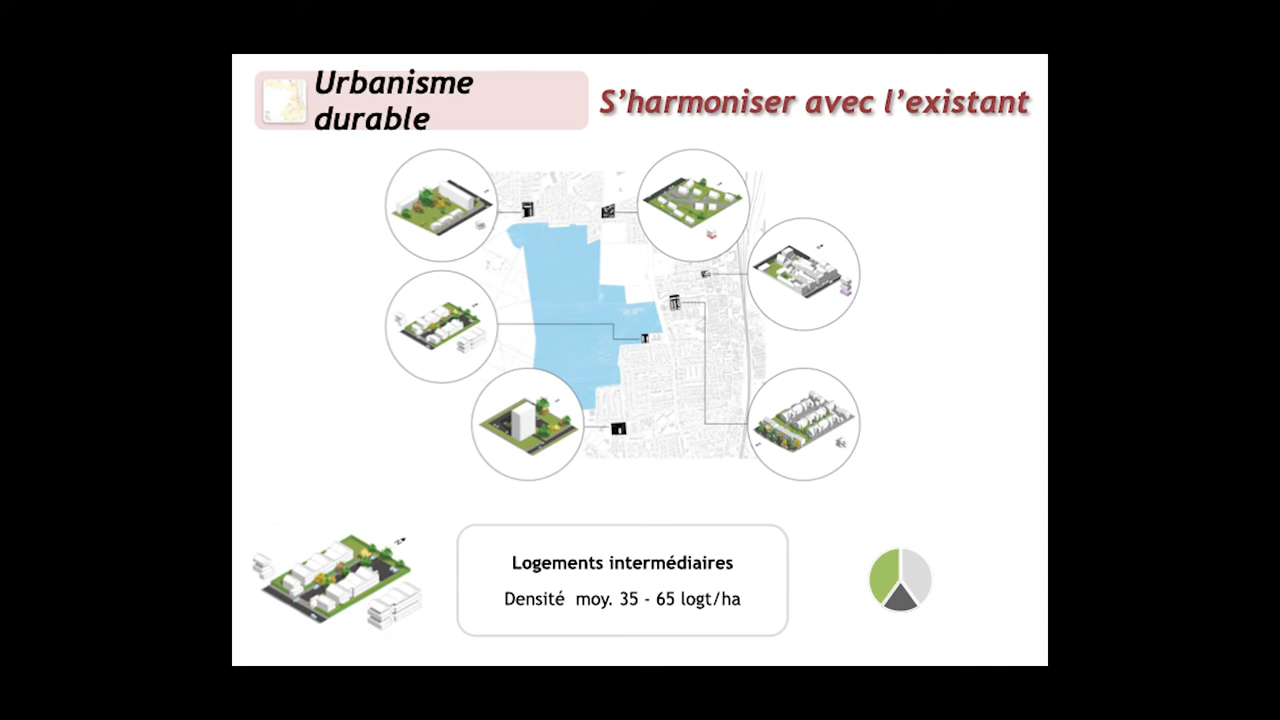 Urbanisme
durable
S’harmoniser avec l’existant
Logements intermédiaires
Densité moy. 35 - 65 logt/ha